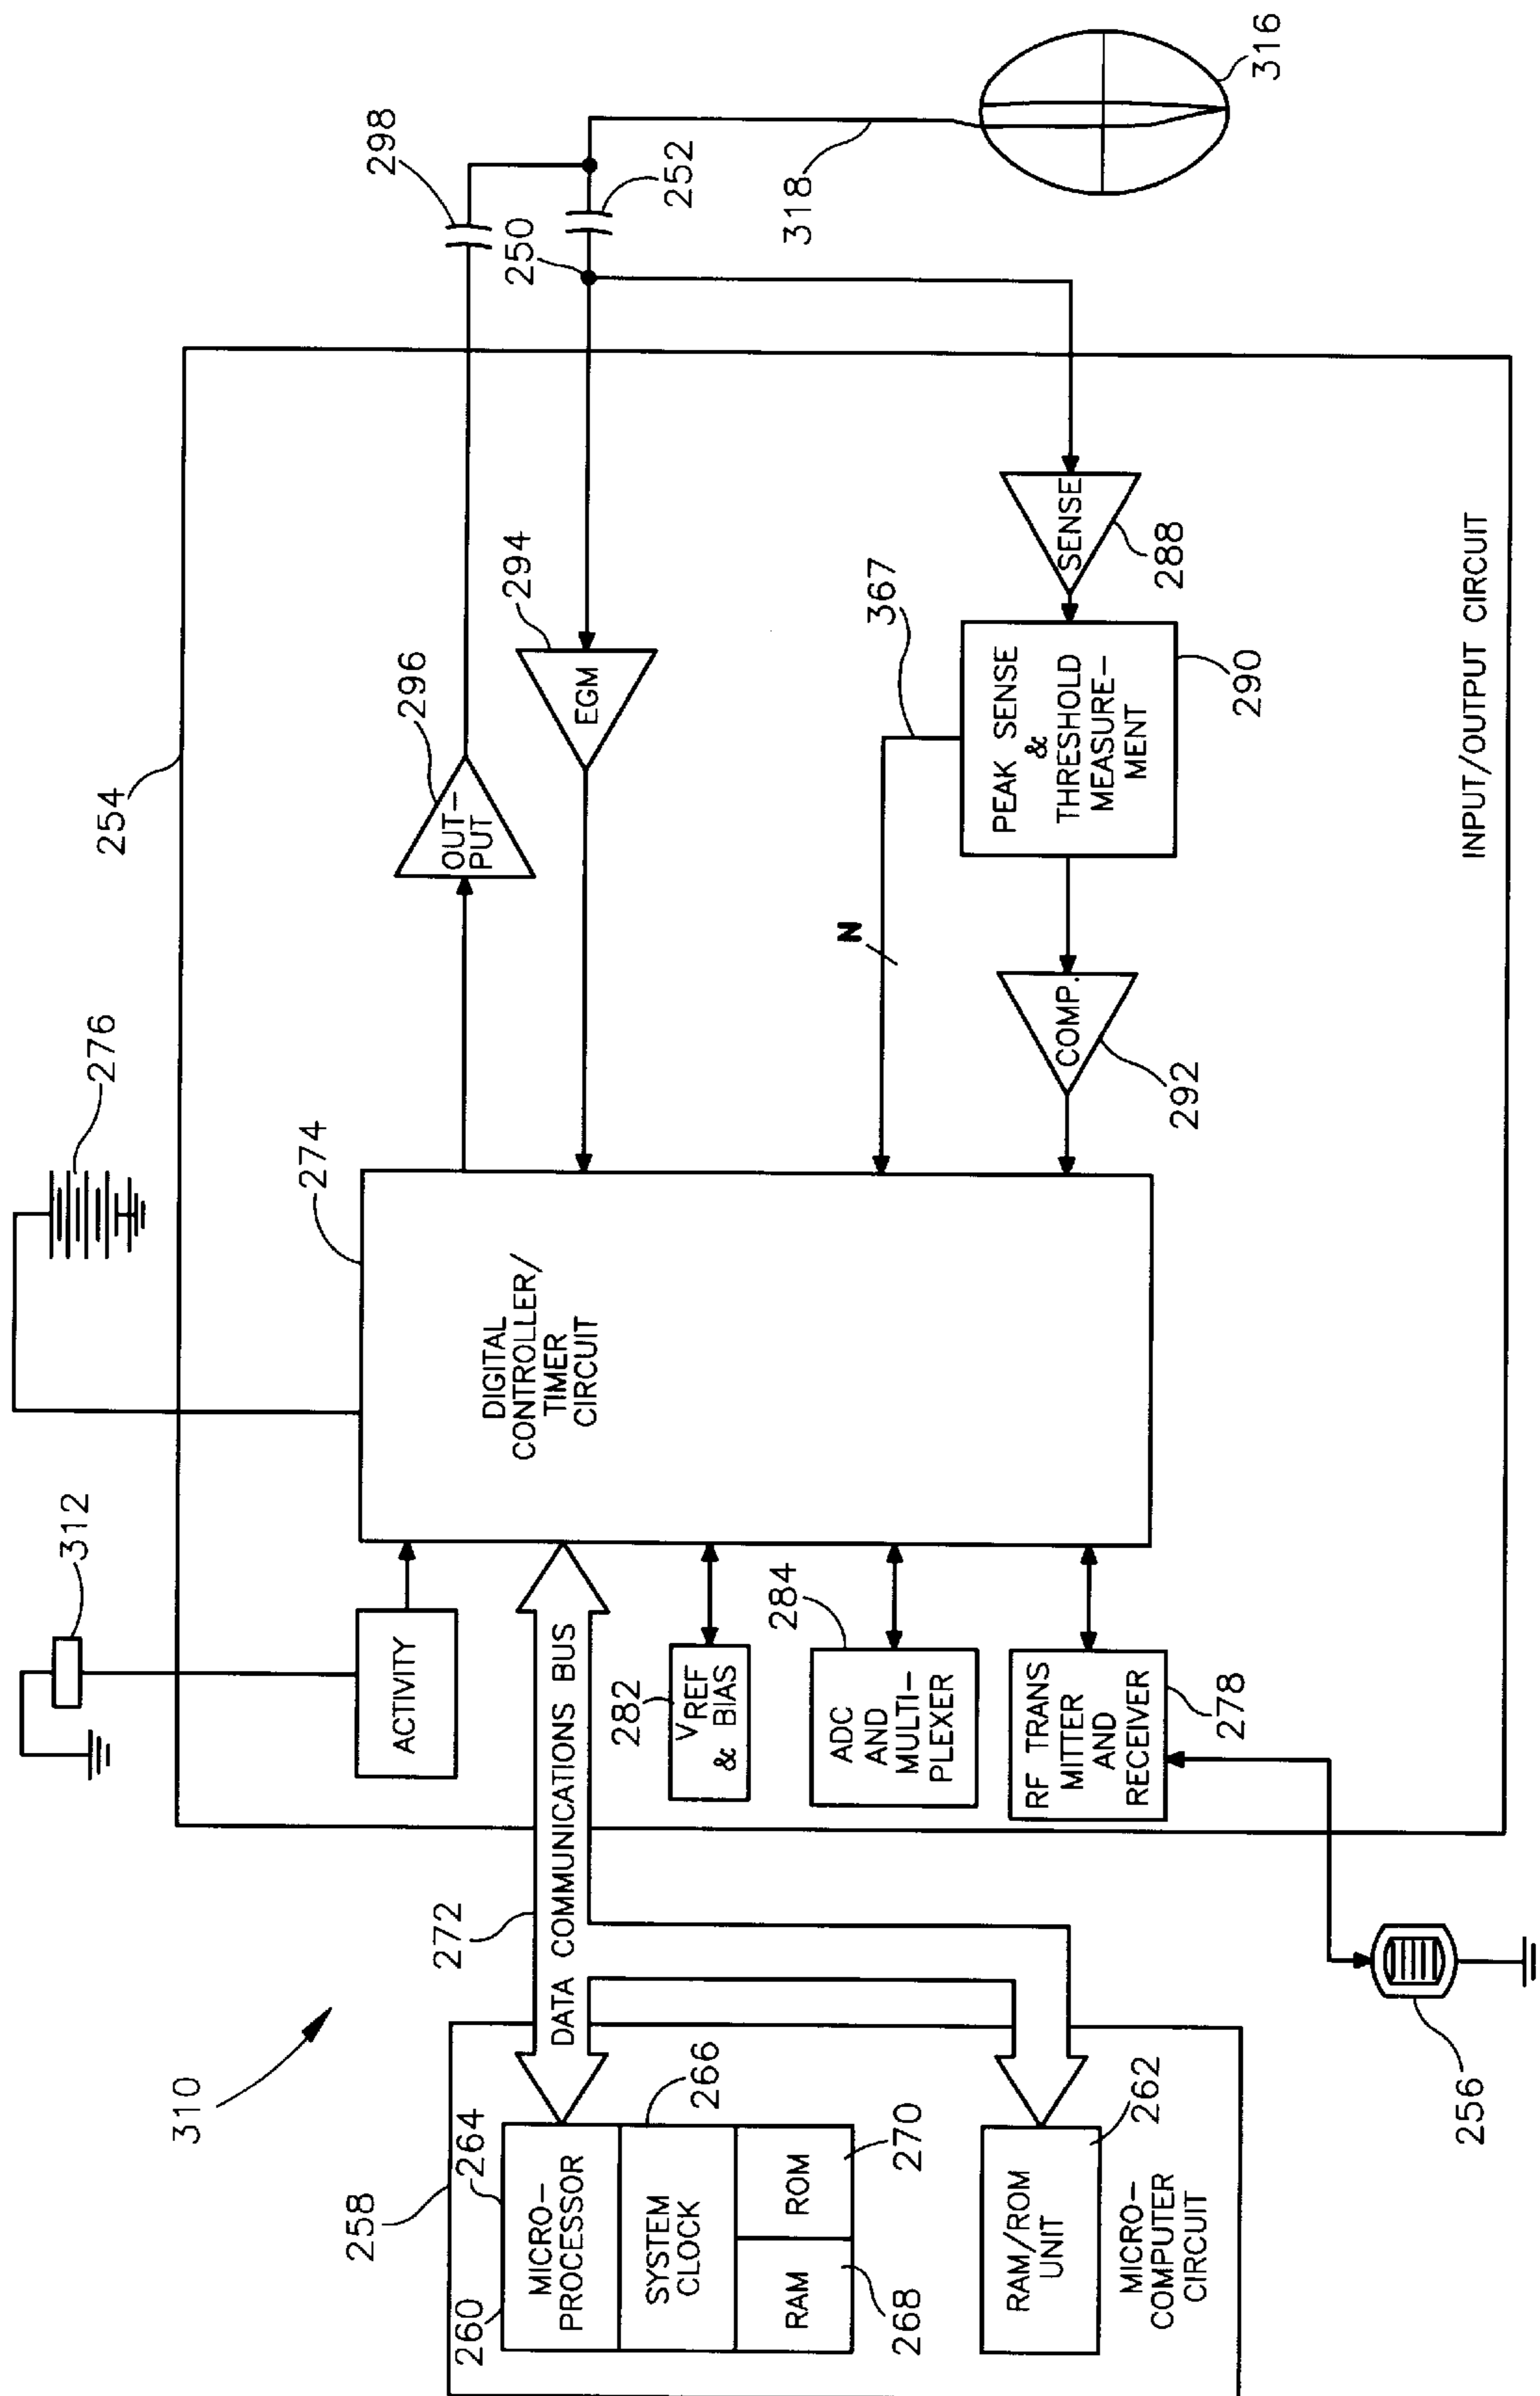 310
258
264
260
MICRO-
PROCESSOR
SYSTEM
CLOCK
266
RAM
ROM
268
270
RAM/ROM
UNIT
262
MICRO-
COMPUTER
CIRCUIT
272
DATA COMMUNICATIONS BUS
256
312
ACTIVITY
282
VREF
& BIAS
284
ADC
AND
MULTI-
PLEXER
RF TRANS
MITTER
AND
RECEIVER
278
276
274
DIGITAL
CONTROLLER/
TIMER
CIRCUIT
254
296
OUT-
PUT
294
EGM
N
367
COMP.
292
PEAK SENSE
&
THRESHOLD
MEASURE-
MENT
290
SENSE
288
INPUT/OUTPUT CIRCUIT
298
250
252
318
316